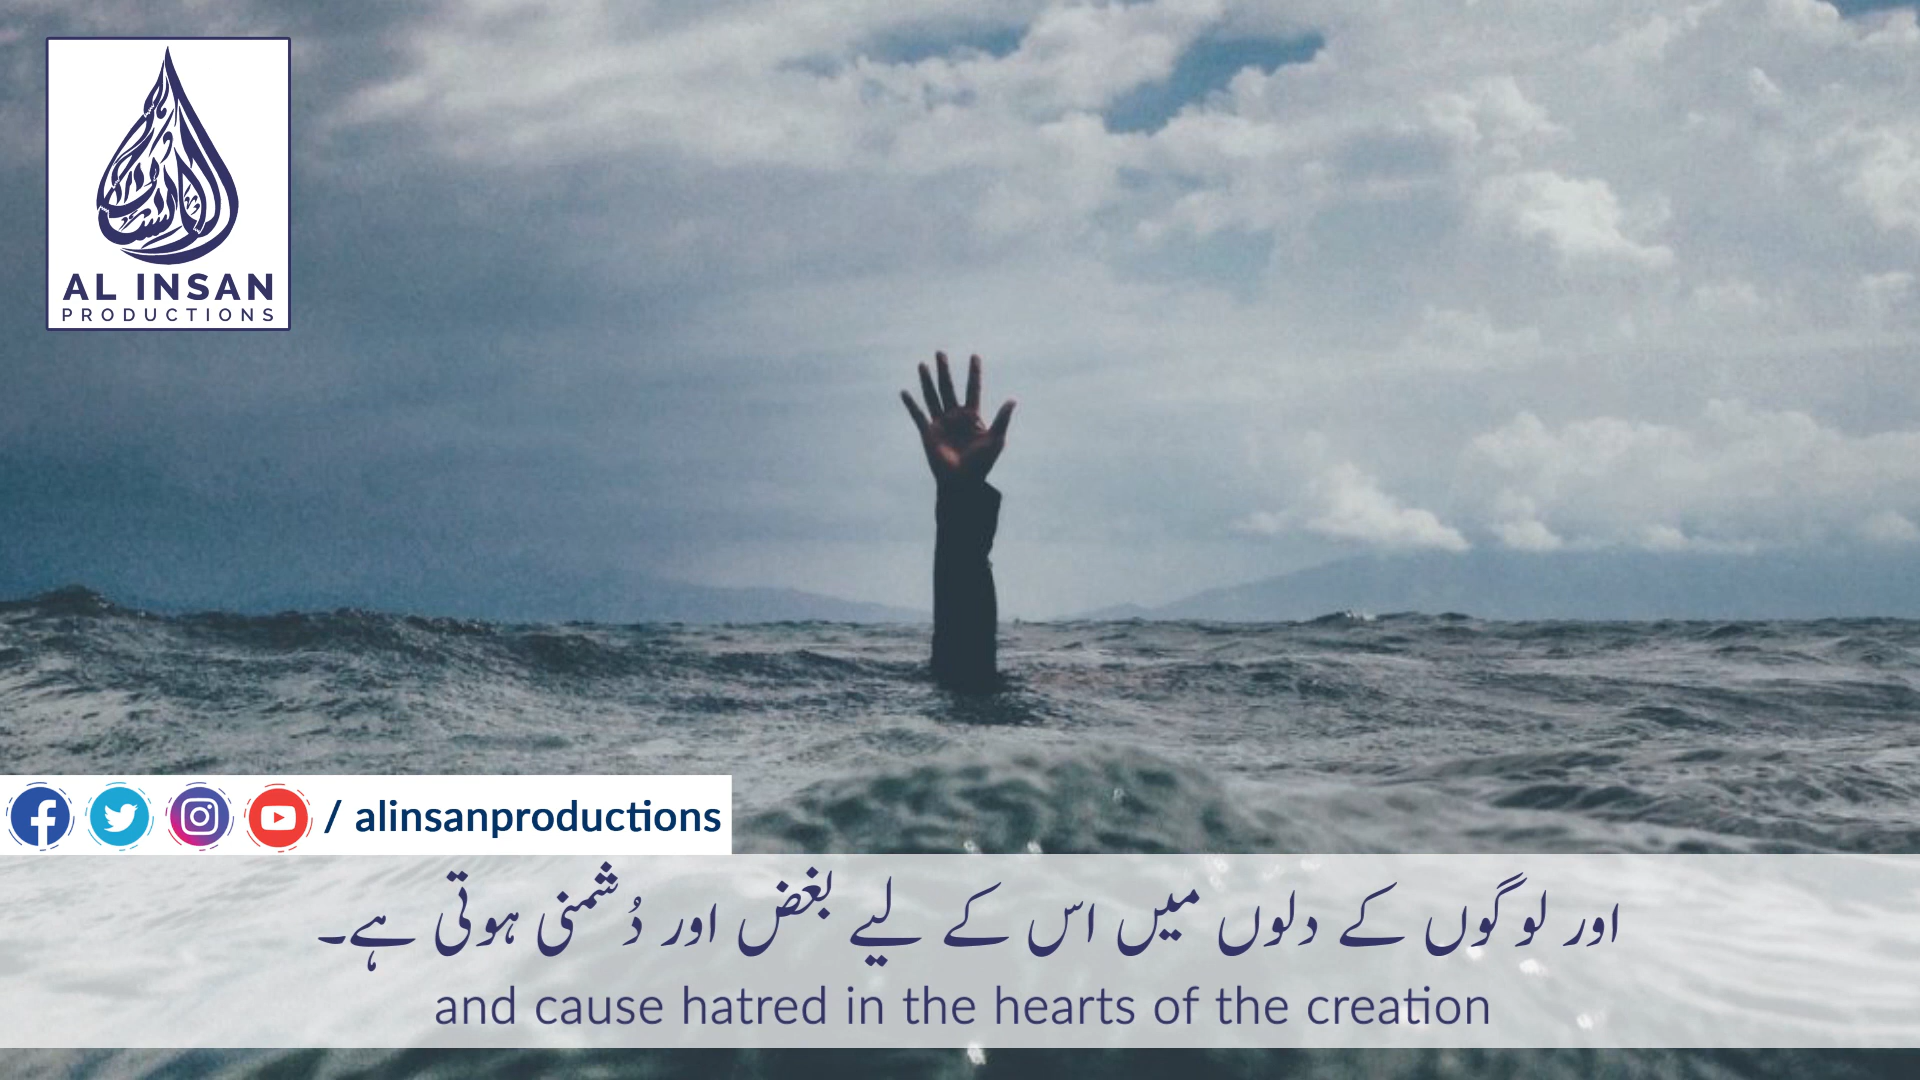 AL INSAN
PRODUCTIONS
/ alinsanproductions
اور لوگوں کے دلوں میں اس کے لیے بغض اور دُشمنی ہوتی ہے۔
and cause hatred in the hearts of the creation